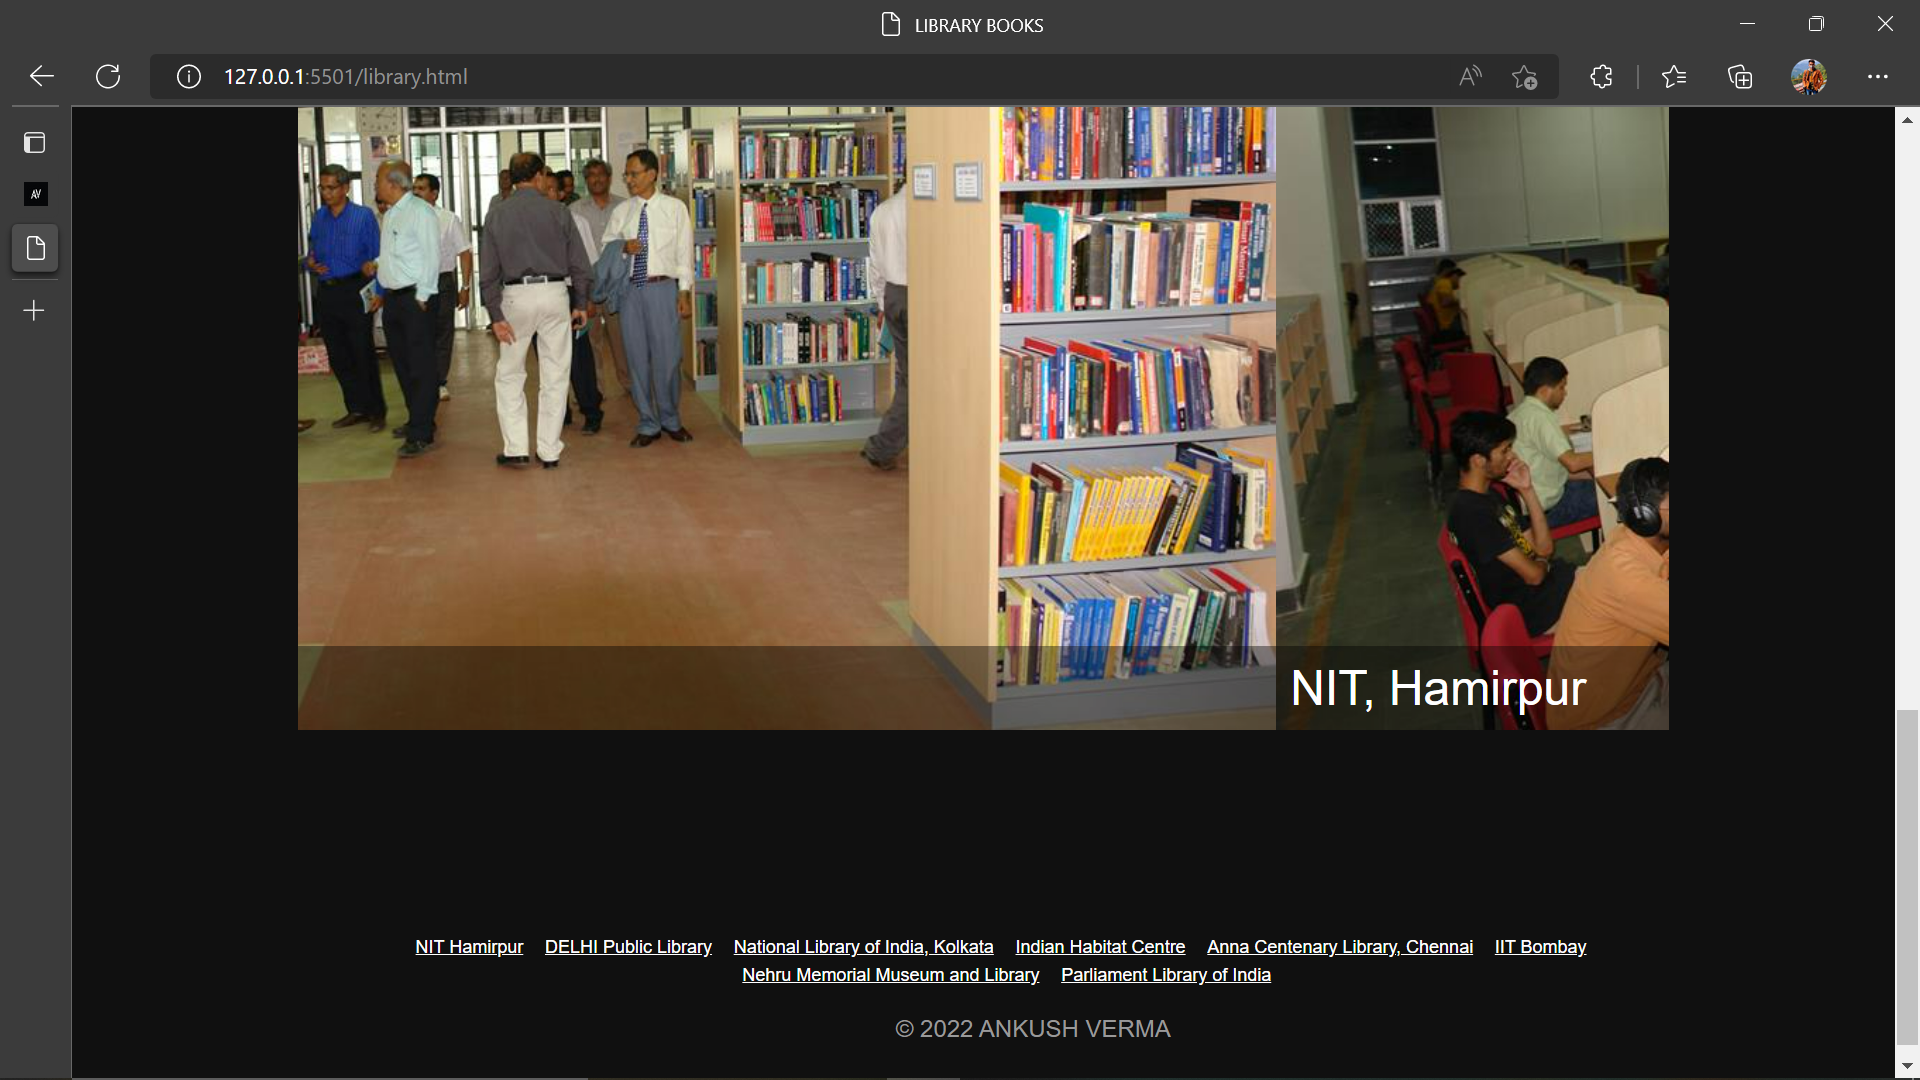 LIBRARY BOOKS
127.0.0.1:5501/library.html
AV
NIT, Hamirpur
NIT Hamirpur DELHI Public Library National Library of India, Kolkata Indian Habitat Centre Anna Centenary Library, Chennai IIT Bombay
Nehru Memorial Museum and Library Parliament Library of India
© 2022 ANKUSH VERMA